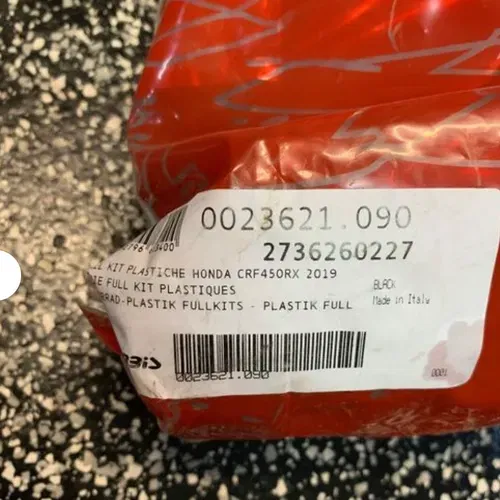 0023621.090
2736260227
KIT PLASTICHE HONDA CRF450RX 2019
FULL KIT PLASTIQUES
BLACK
-PLASTIK FULLKITS - PLASTIK FULL
Made in Italy
0023621.090
0001